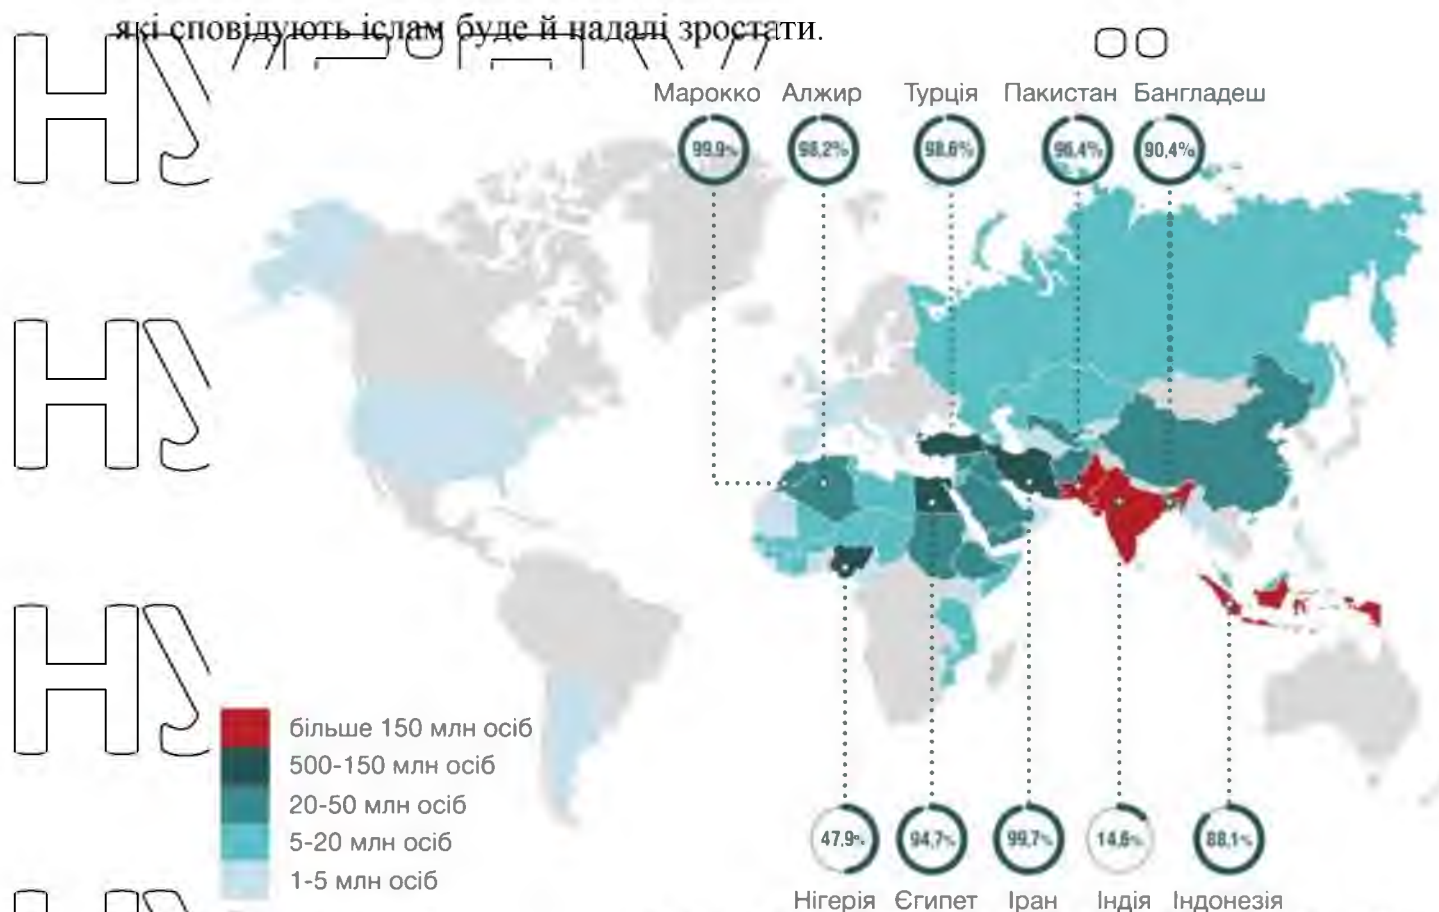 які сповідують іслам буде й надалі зростати.
Марокко Алжир Турція Пакистан Бангладеш
99.9% 98,2% 98.6% 96.4% 90,4%
більше 150 млн осіб
500-150 млн осіб
20-50 млн осіб
5-20 млн осіб
1-5 млн осіб
47,9% 94,7% 99,7% 14,6% 88,1%
Нігерія Єгипет Іран Індія Індонезія